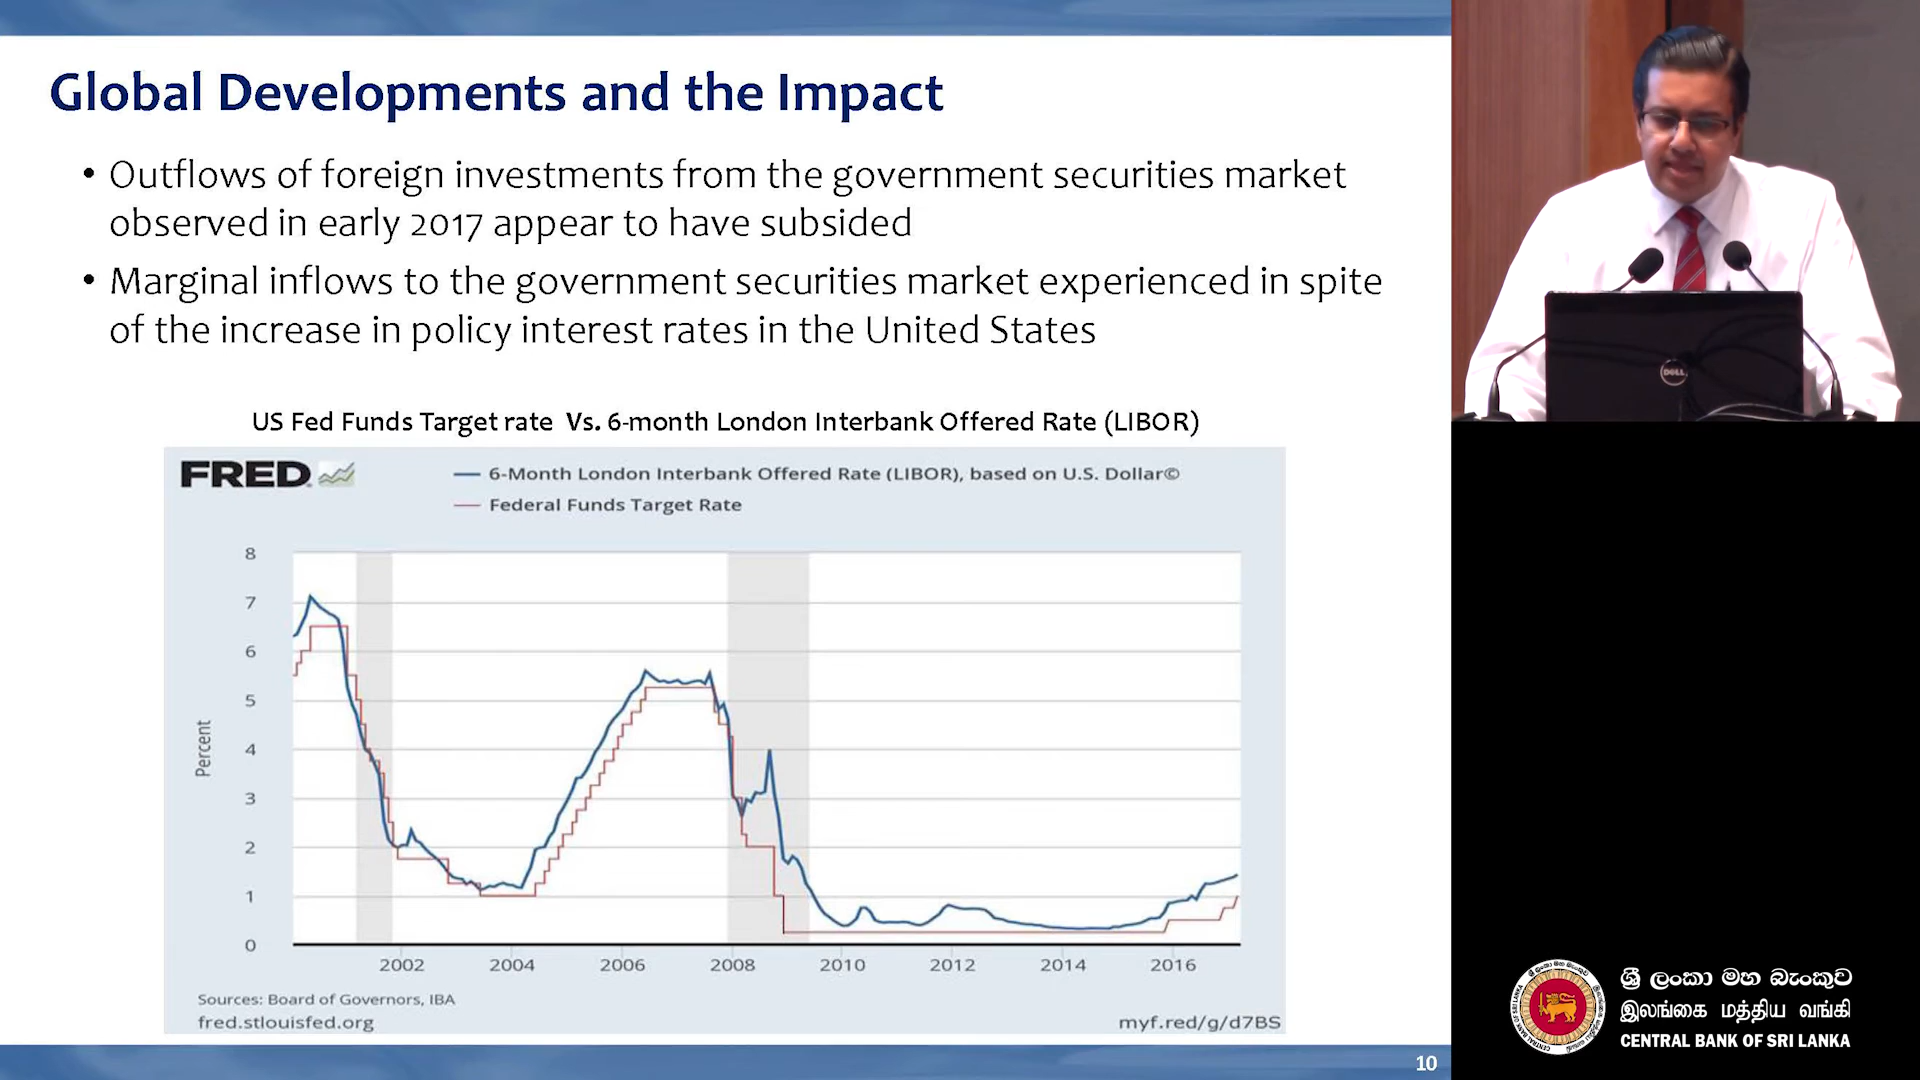 Global Developments and the Impact
• Outflows of foreign investments from the government securities market
observed in early 2017 appear to have subsided
• Marginal inflows to the government securities market experienced in spite
of the increase in policy interest rates in the United States
US Fed Funds Target rate Vs. 6-month London Interbank Offered Rate (LIBOR)
FRED
6-Month London Interbank Offered Rate (LIBOR), based on U.S. Dollar©
Federal Funds Target Rate
Percent
8
7
6
5
4
3
2
1
0
2002 2004 2006 2008 2010 2012 2014 2016
Sources: Board of Governors, IBA
fred.stlouisfed.org
myf.red/g/d7BS
10
DELL
ශ්‍රී ලංකා මහ බැංකුව
இலங்கை மத்திய வங்கி
CENTRAL BANK OF SRI LANKA